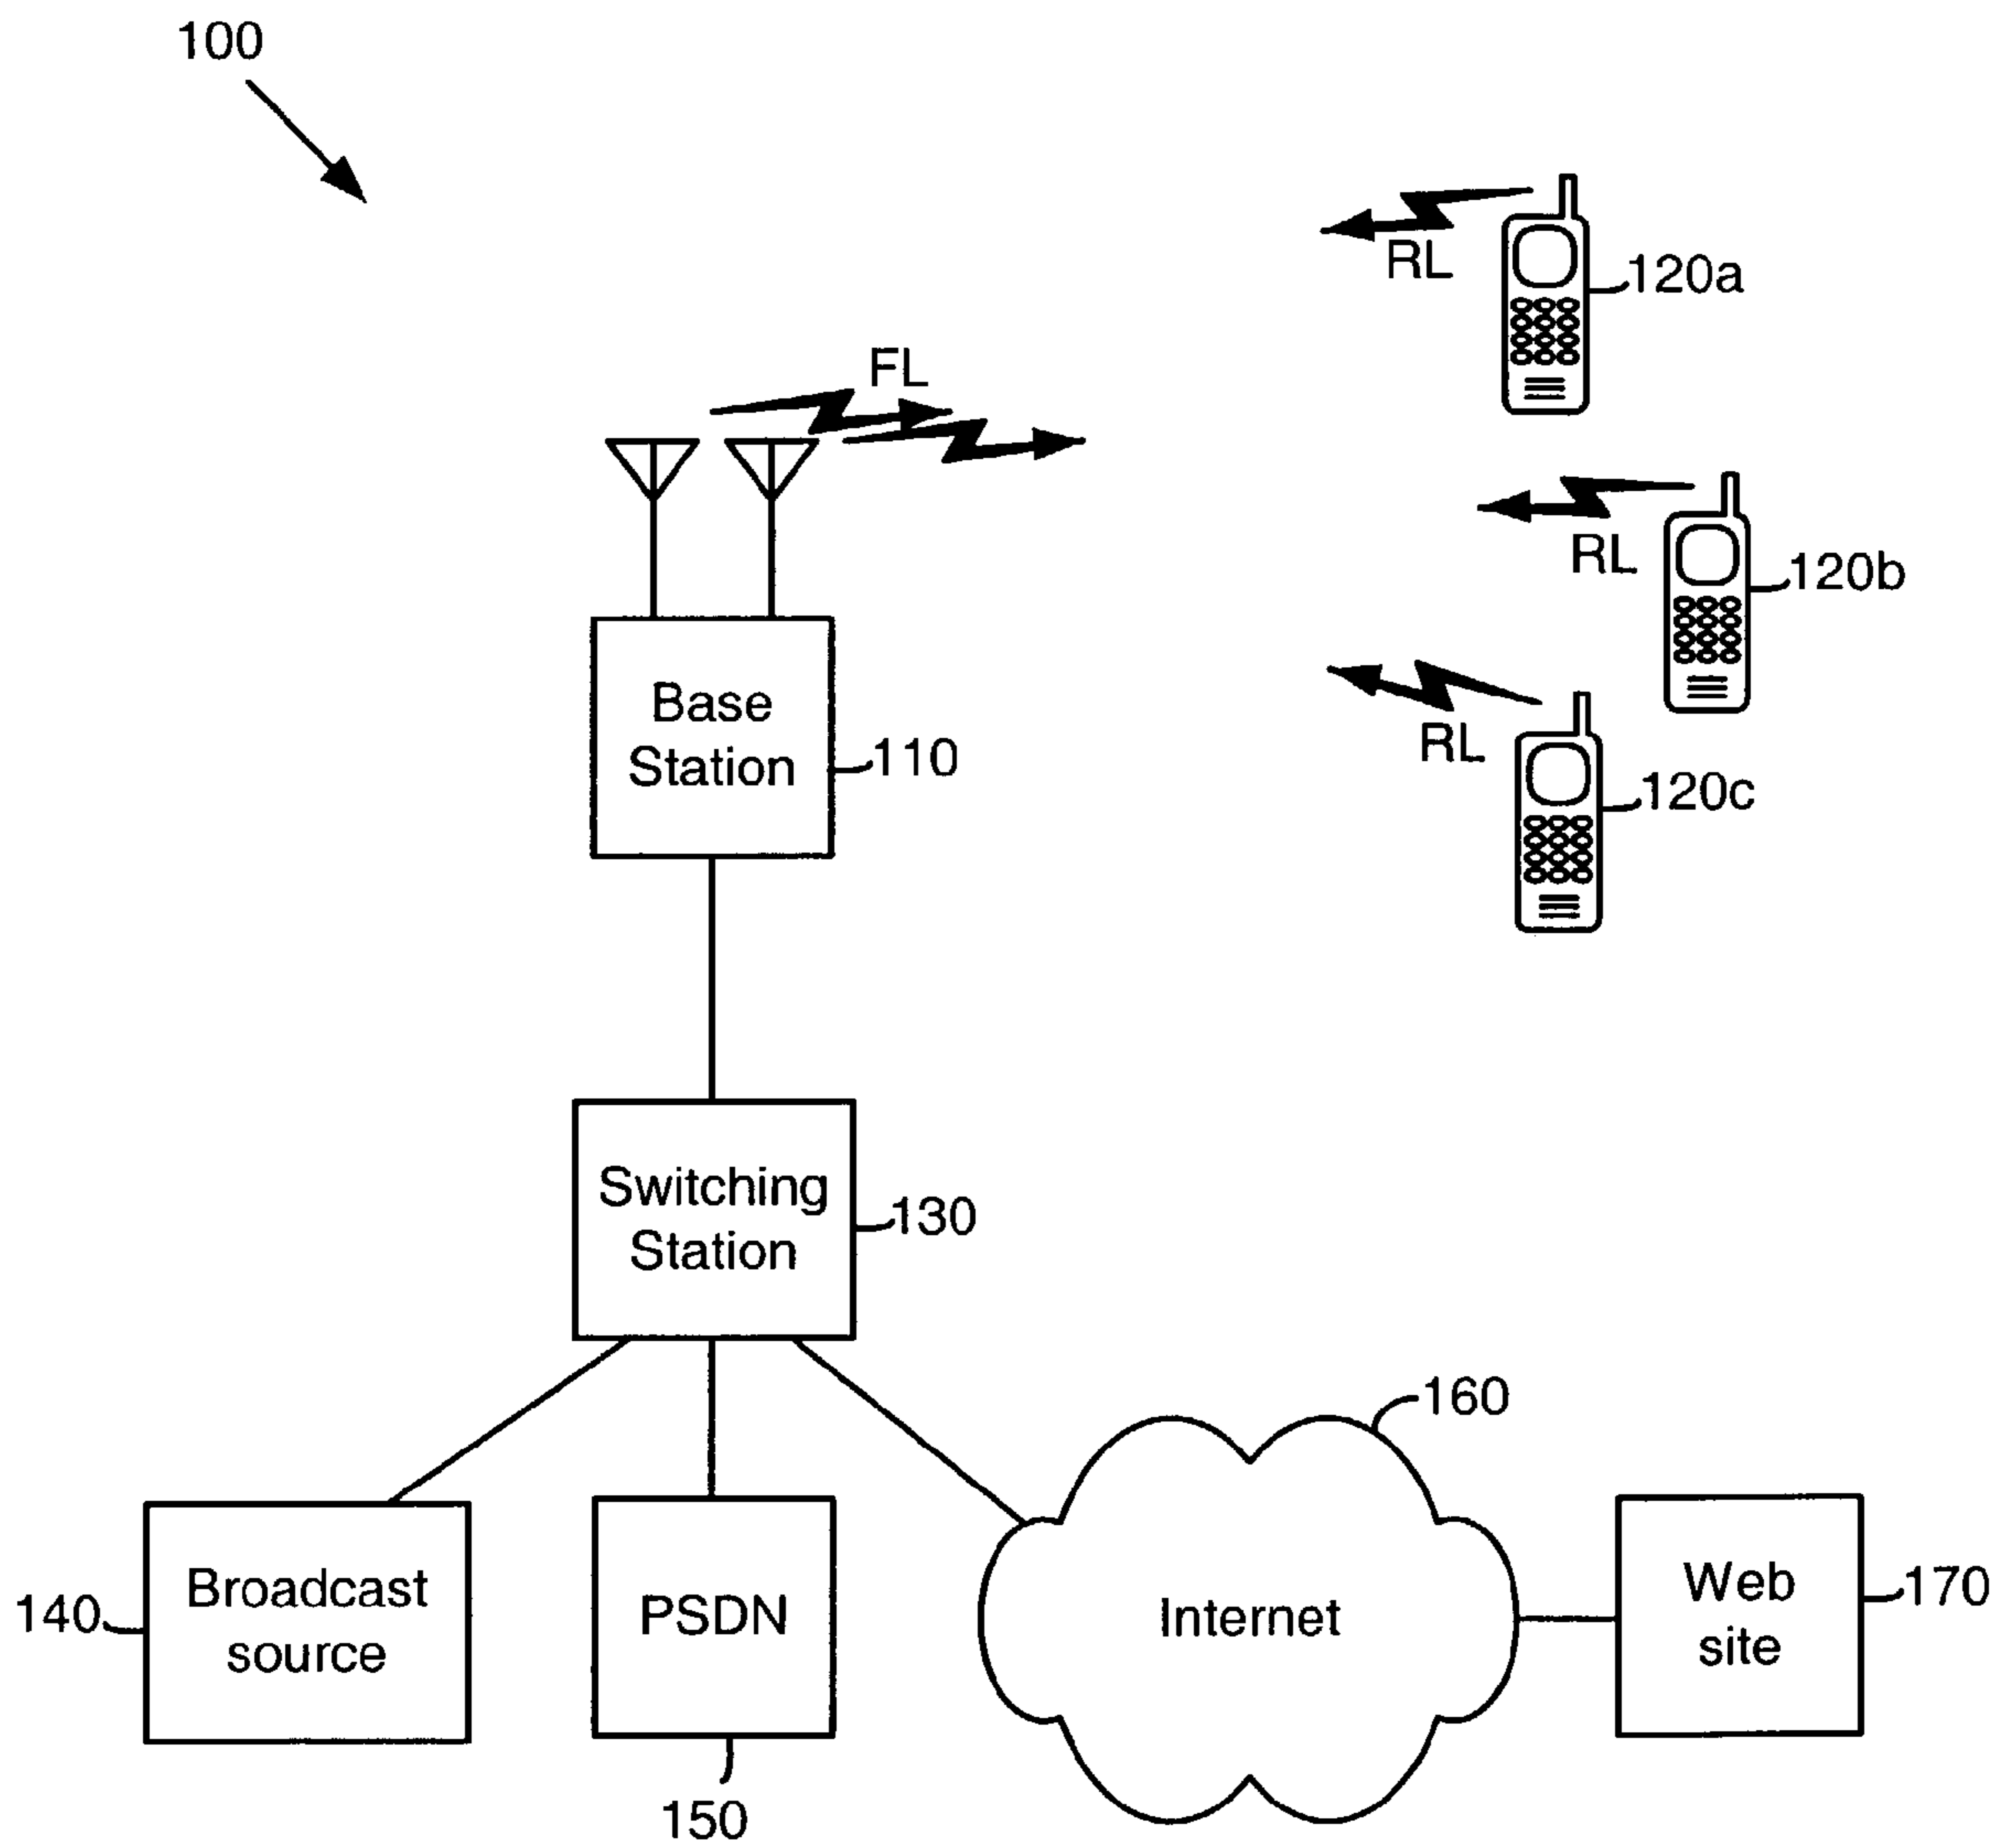 100
RL
120a
FL
RL
120b
Base
Station
110
RL
120c
Switching
Station
130
160
Broadcast
source
140
PSDN
150
Internet
Web
site
170